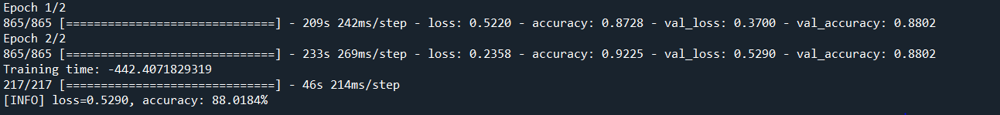 Epoch 1/2
865/865 [==============================] - 209s 242ms/step - loss: 0.5220 - accuracy: 0.8728 - val_loss: 0.3700 - val_accuracy: 0.8802
Epoch 2/2
865/865 [==============================] - 233s 269ms/step - loss: 0.2358 - accuracy: 0.9225 - val_loss: 0.5290 - val_accuracy: 0.8802
Training time: -442.4071829319
217/217 [==============================] - 46s 214ms/step
[INFO] loss=0.5290, accuracy: 88.0184%